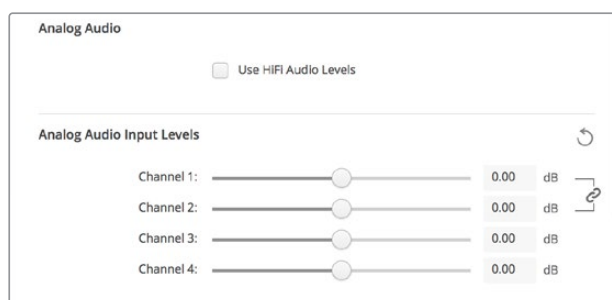 Analog Audio
Use HiFi Audio Levels
Analog Audio Input Levels
Channel 1: 0.00 dB
Channel 2: 0.00 dB
Channel 3: 0.00 dB
Channel 4: 0.00 dB